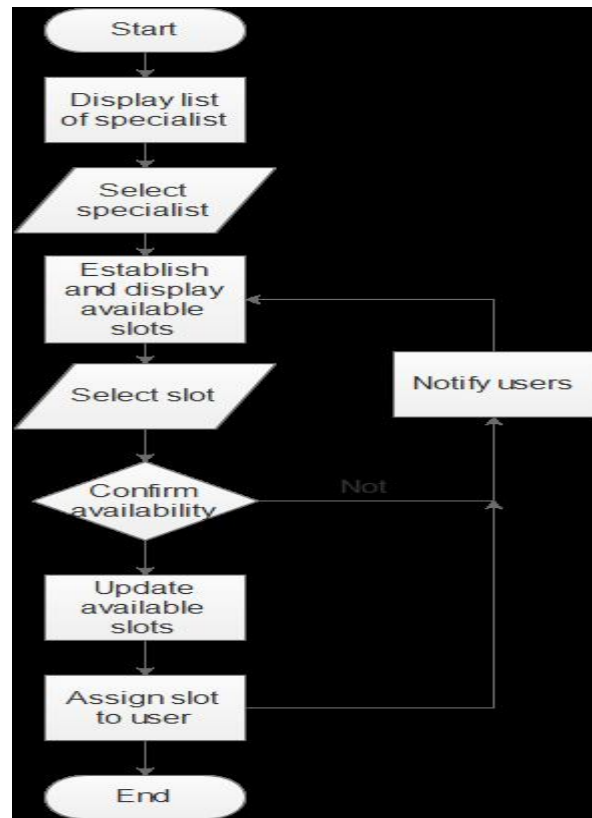 Start
Display list
of specialist
Select
specialist
Establish
and display
available
slots
Select slot
Notify users
Confirm
availability
Not
Update
available
slots
Assign slot
to user
End